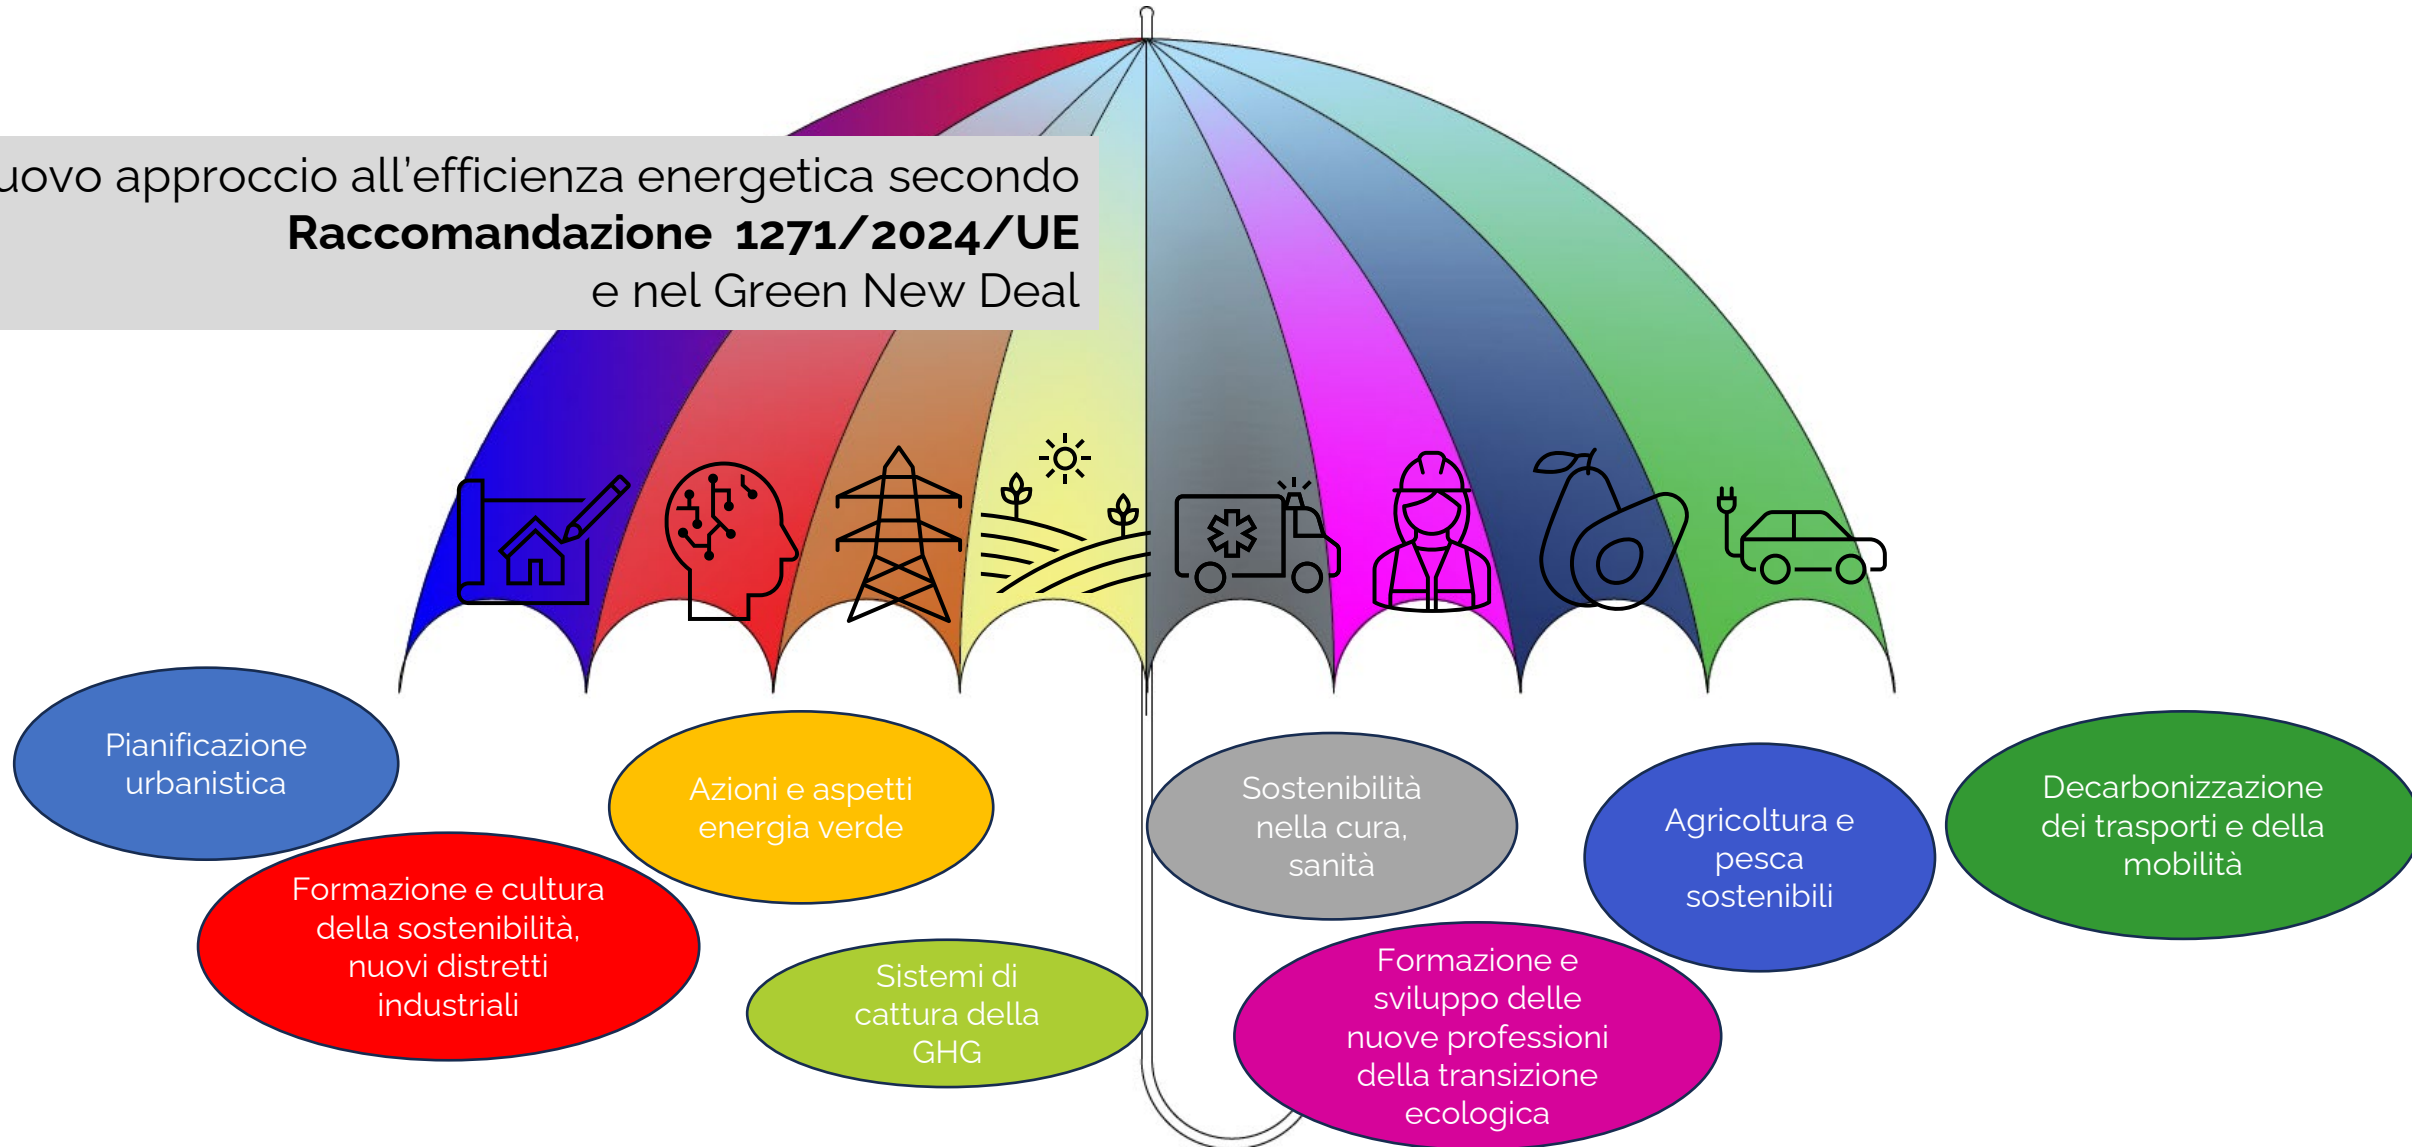 uovo approccio all'efficienza energetica secondo
Raccomandazione 1271/2024/UE
e nel Green New Deal
Pianificazione
urbanistica
Formazione e cultura
della sostenibilità,
nuovi distretti
industriali
Azioni e aspetti
energia verde
Sistemi di
cattura della
GHG
Sostenibilità
nella cura,
sanità
Formazione e
sviluppo delle
nuove professioni
della transizione
ecologica
Agricoltura e
pesca
sostenibili
Decarbonizzazione
dei trasporti e della
mobilità